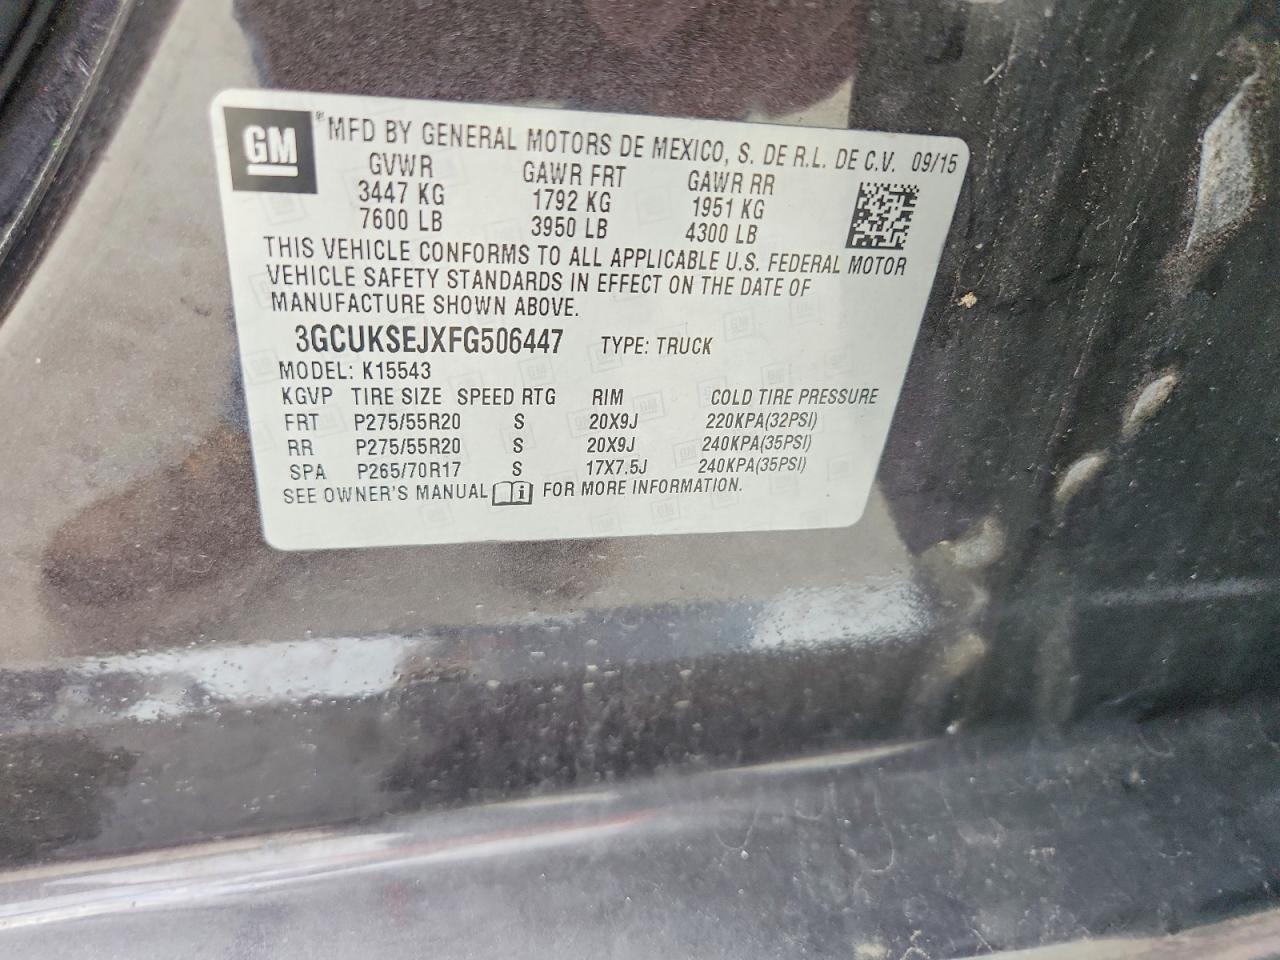 GM ® MFD BY GENERAL MOTORS DE MEXICO, S. DE R.L. DE C.V. 09/15
GVWR GAWR FRT GAWR RR
3447 KG 1792 KG 1951 KG
7600 LB 3950 LB 4300 LB
THIS VEHICLE CONFORMS TO ALL APPLICABLE U.S. FEDERAL MOTOR
VEHICLE SAFETY STANDARDS IN EFFECT ON THE DATE OF
MANUFACTURE SHOWN ABOVE.
3GCUKSEJXFG506447 TYPE: TRUCK
MODEL: K15543
KGVP TIRE SIZE SPEED RTG RIM COLD TIRE PRESSURE
FRT P275/55R20 S 20X9J 220KPA(32PSI)
RR P275/55R20 S 20X9J 240KPA(35PSI)
SPA P265/70R17 S 17X7.5J 240KPA(35PSI)
SEE OWNER'S MANUAL i FOR MORE INFORMATION.